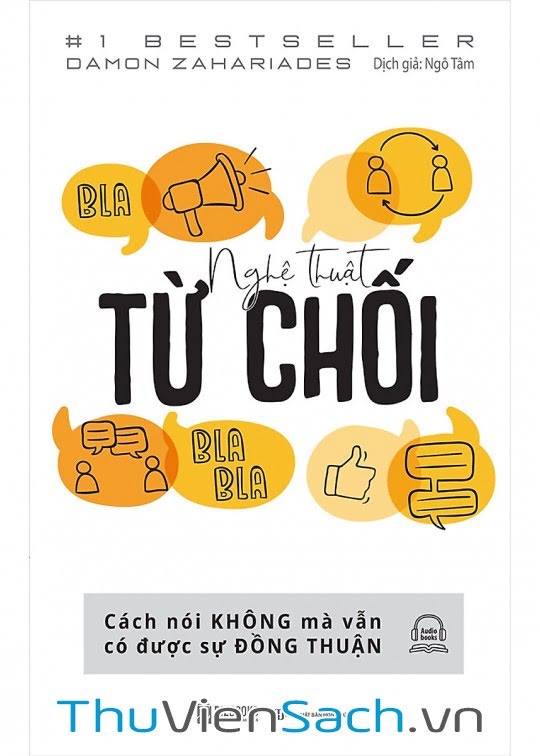 #1 BESTSELLER
DAMON ZAHARIADES Dịch giả: Ngô Tâm
BLA
Nghệ thuật
TỪ CHỐI
BLA
BLA
Cách nói KHÔNG mà vẫn
có được sự ĐỒNG THUẬN
Audio
books
ThuVienSach.vn